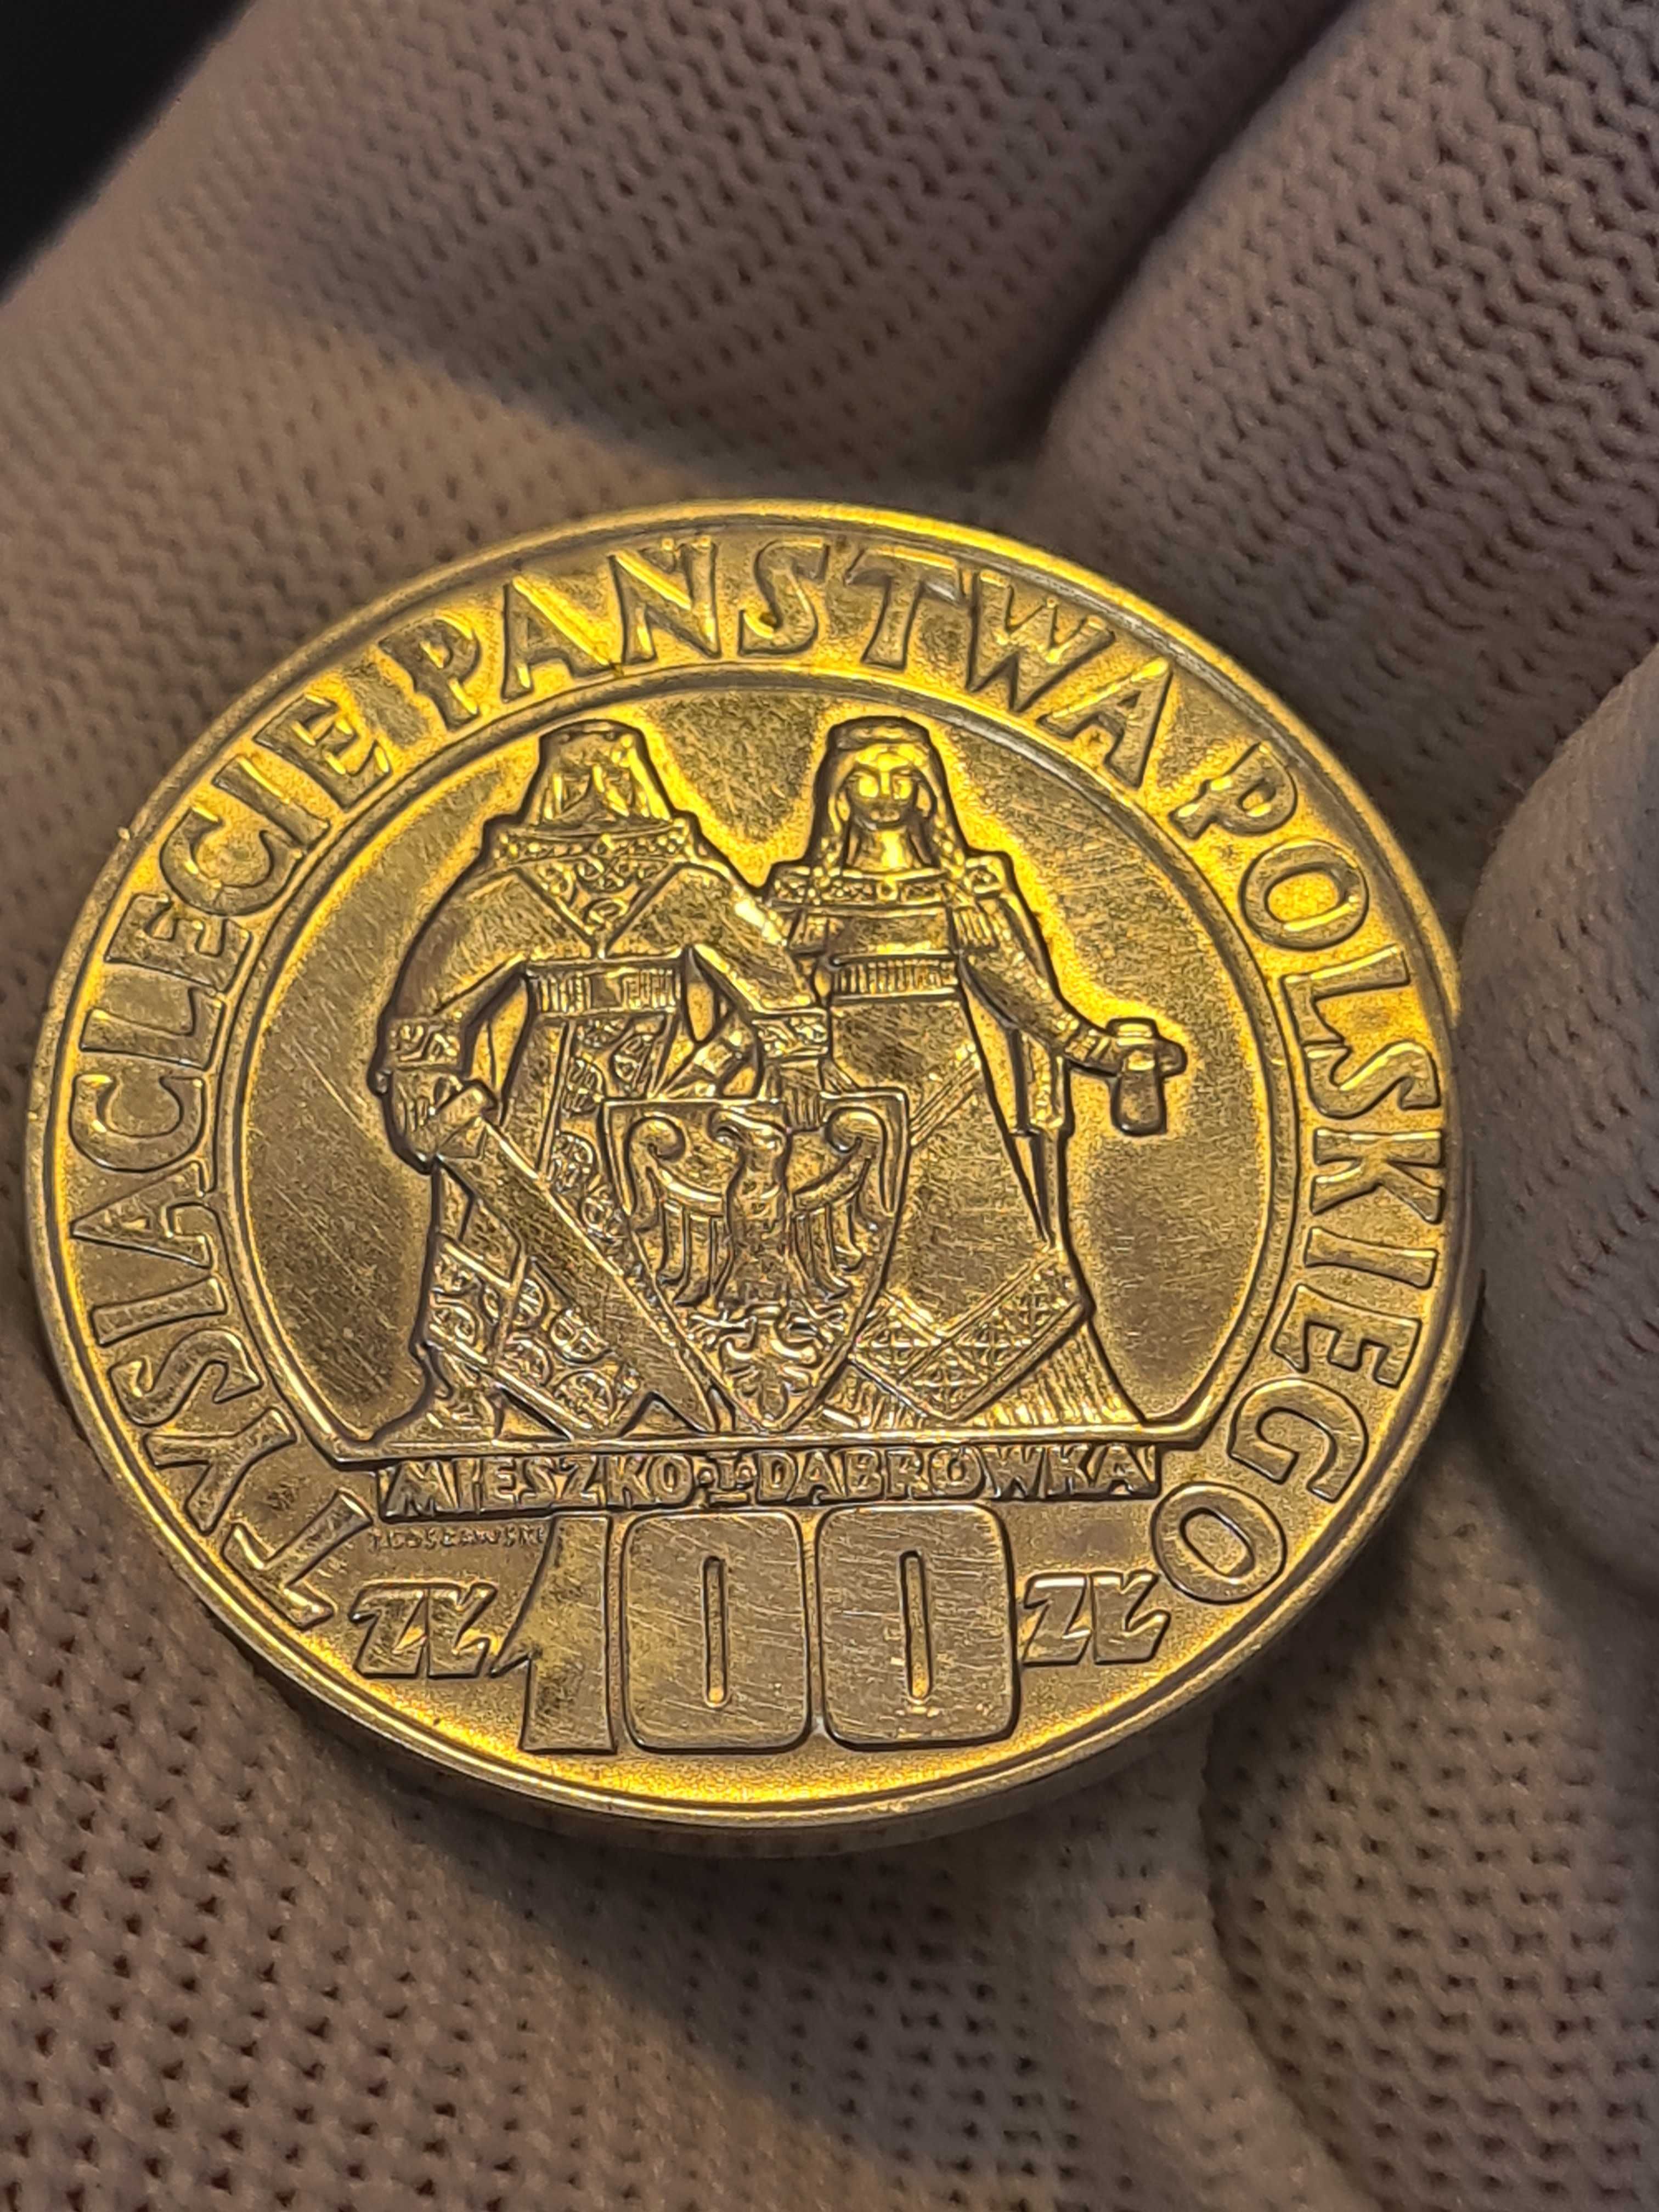 TYSIĄCLECIE PAŃSTWA POLSKIEGO
MIESZKO·I·DĄBRÓWKA
ZŁ 100 ZŁ